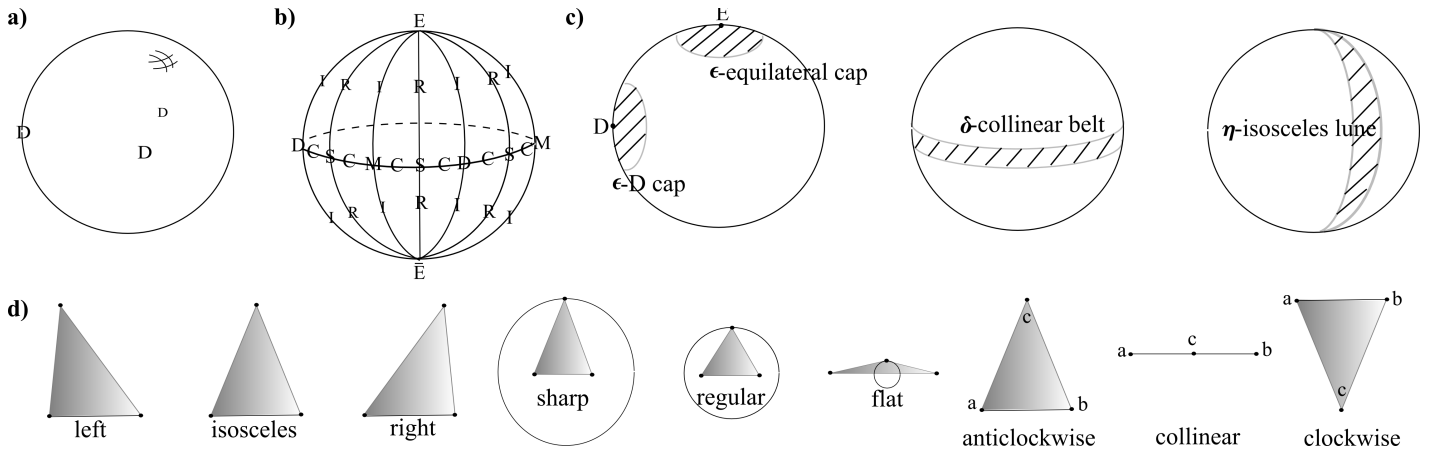 a)
D
D
D
b)
E
I R I R I R I
D C S C M C S C D C S C M
I R I R I R I
Ē
c)
E
ϵ-equilateral cap
D
ϵ-D cap
δ-collinear belt
η-isosceles lune
d)
left
isosceles
right
sharp
regular
flat
a b c
anticlockwise
a c b
collinear
a b c
clockwise